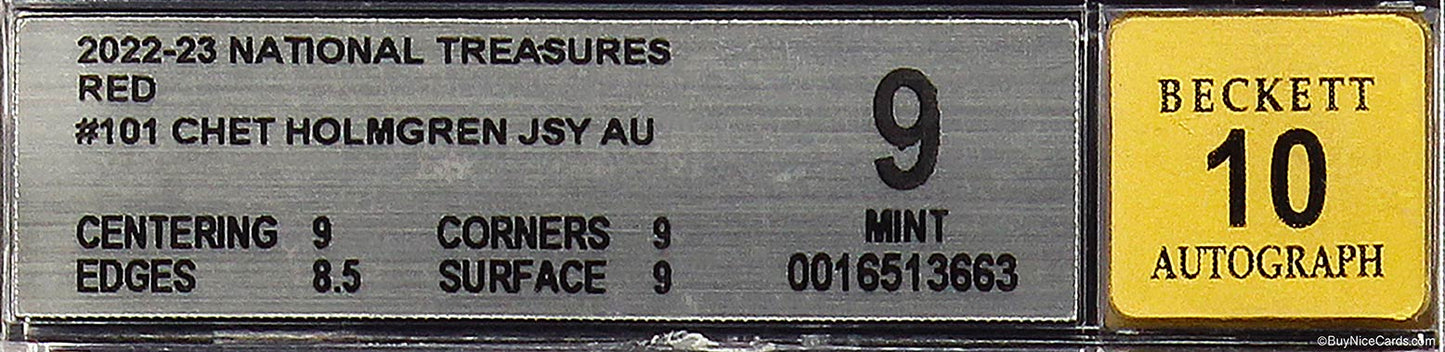 2022-23 NATIONAL TREASURES
RED
#101 CHET HOLMGREN JSY AU
CENTERING 9 CORNERS 9
EDGES 8.5 SURFACE 9
9
MINT
0016513663
BECKETT
10
AUTOGRAPH
©BuyNiceCards.com